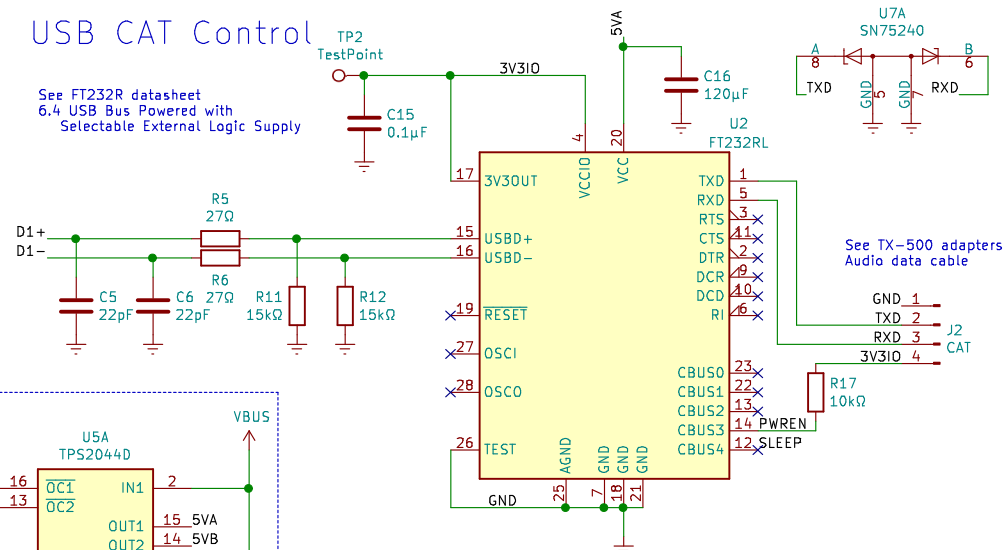 USB CAT Control
See FT232R datasheet
6.4 USB Bus Powered with
Selectable External Logic Supply
TP2
TestPoint
3V3IO
C15
0.1µF
5VA
C16
120µF
U7A
SN75240
A
8
B
6
TXD
RXD
GND
5
GND
7
U2
FT232RL
4
VCCIO
20
VCC
17
3V3OUT
15
USBD+
16
USBD-
19
RESET
27
OSCI
28
OSCO
26
TEST
TXD
1
RXD
5
RTS
3
CTS
11
DTR
2
DCR
9
DCD
10
RI
6
CBUS0
23
CBUS1
22
CBUS2
13
CBUS3
14
PWREN
CBUS4
12
SLEEP
AGND
25
GND
7
GND
18
GND
21
GND
D1+
D1-
R5
27Ω
R6
27Ω
C5
22pF
C6
22pF
R11
15kΩ
R12
15kΩ
See TX-500 adapters
Audio data cable
GND
1
TXD
2
RXD
3
3V3IO
4
J2
CAT
R17
10kΩ
VBUS
U5A
TPS2044D
16
OC1
13
OC2
IN1
2
OUT1
15
5VA
OUT2
14
5VB